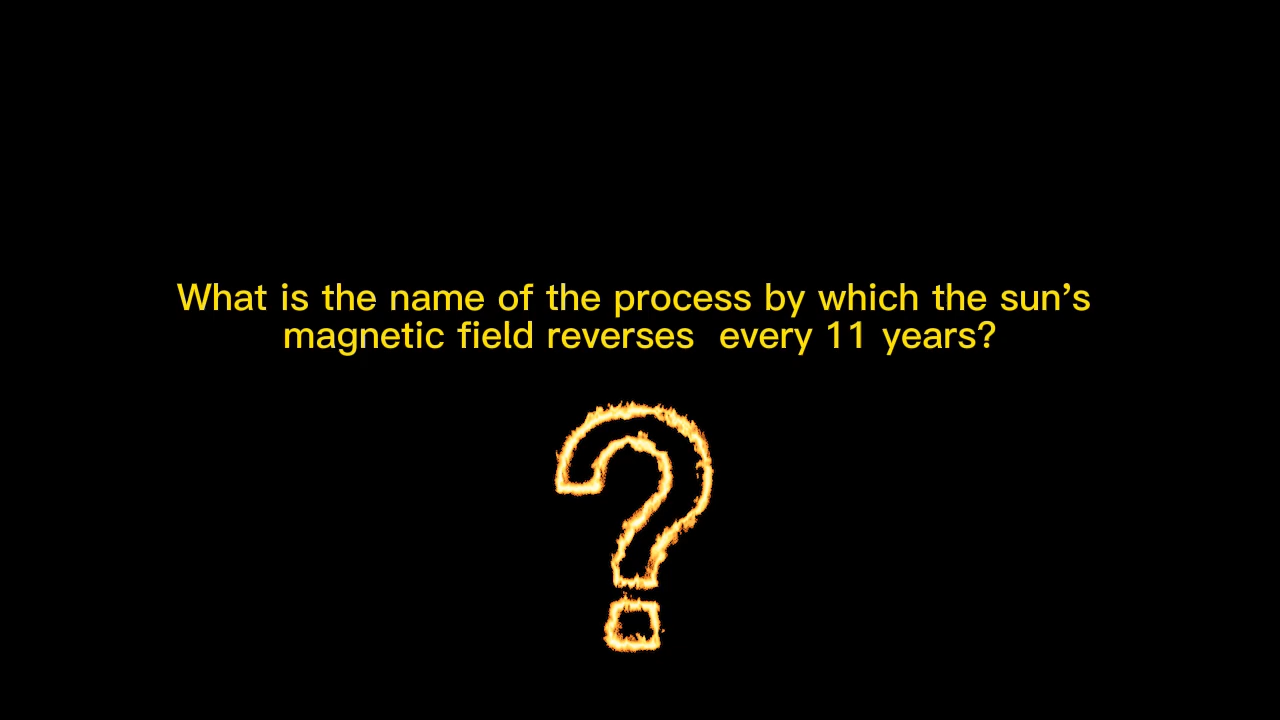 What is the name of the process by which the sun’s
magnetic field reverses  every 11 years?
?